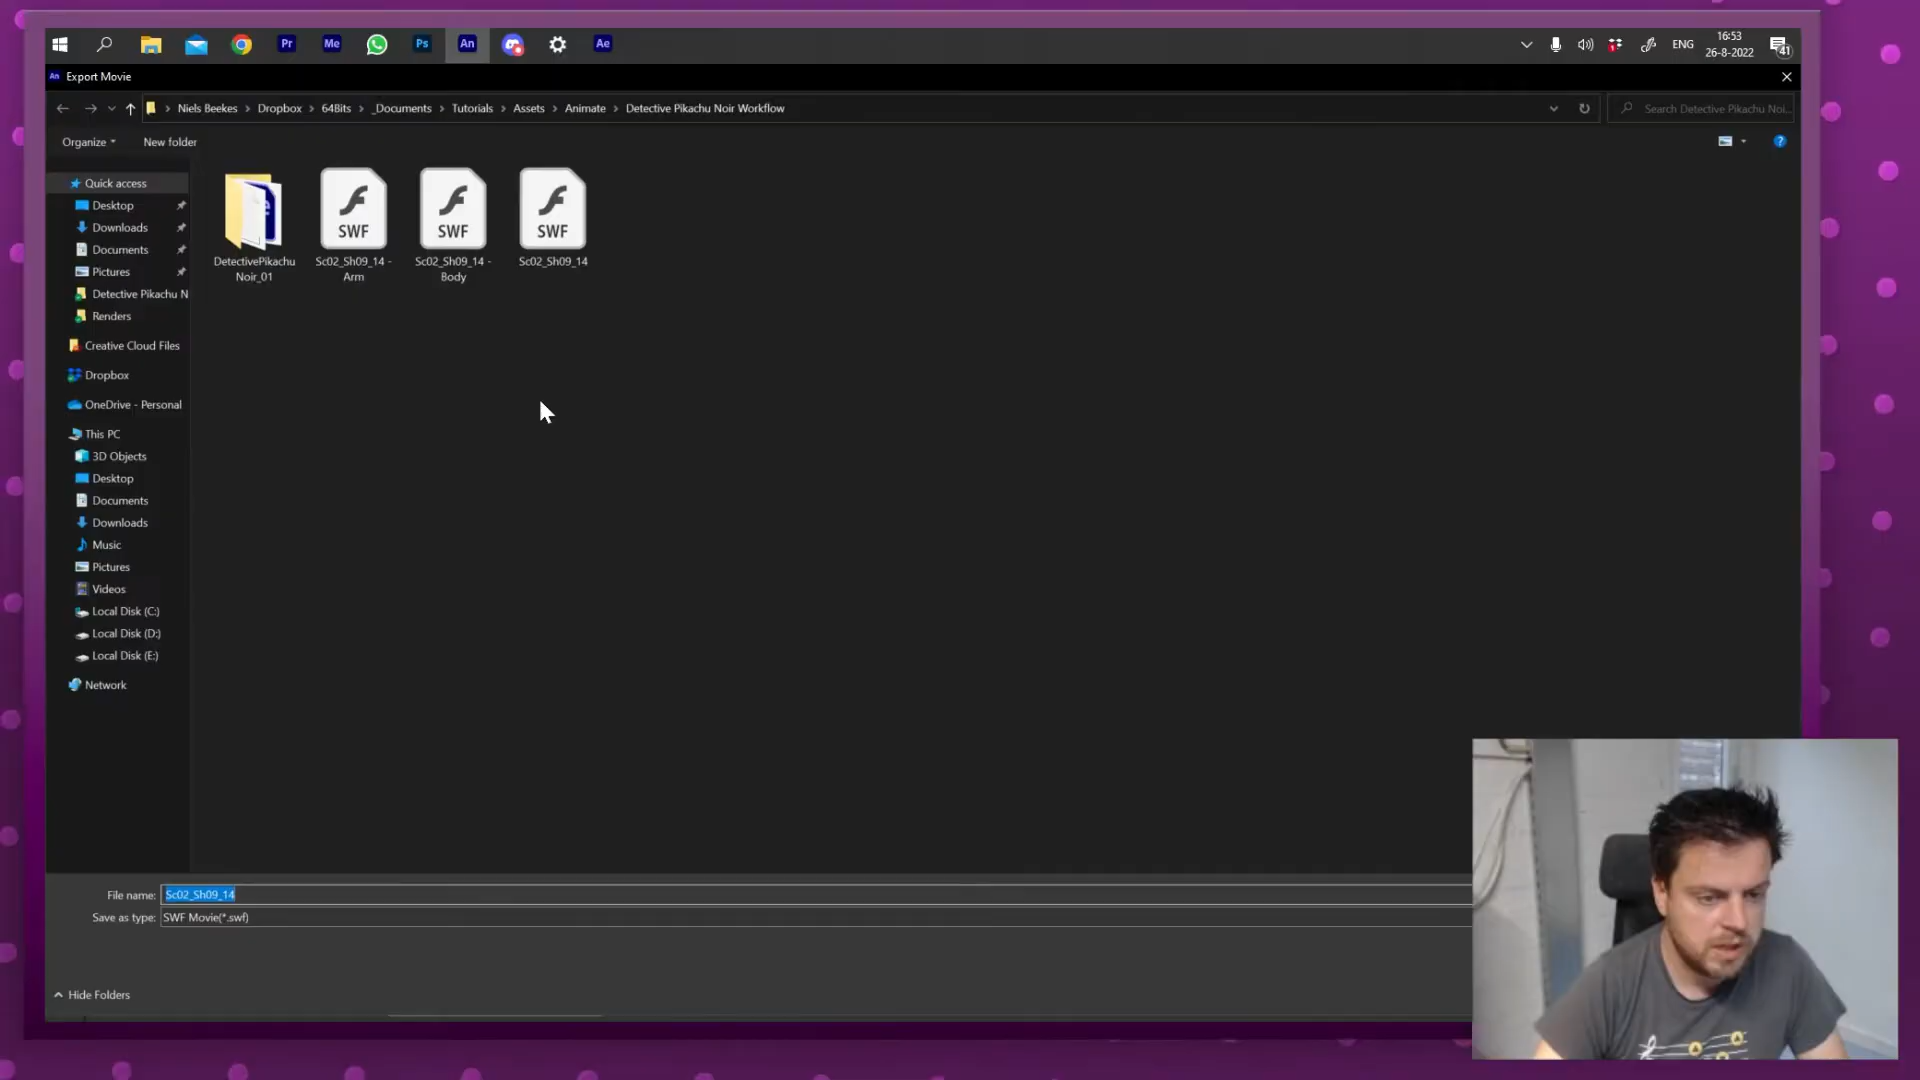 Pr
Me
Ps
An
Ae
ENG
16:53
26-8-2022
41
An Export Movie
Niels Beekes > Dropbox > 64Bits > _Documents > Tutorials > Assets > Animate > Detective Pikachu Noir Workflow
Search Detective Pikachu Noi...
Organize
New folder
Quick access
Desktop
Downloads
Documents
Pictures
Detective Pikachu N
Renders
Creative Cloud Files
Dropbox
OneDrive - Personal
This PC
3D Objects
Desktop
Documents
Downloads
Music
Pictures
Videos
Local Disk (C:)
Local Disk (D:)
Local Disk (E:)
Network
DetectivePikachu
Noir_01
SWF
Sc02_Sh09_14 -
Arm
SWF
Sc02_Sh09_14 -
Body
SWF
Sc02_Sh09_14
File name: Sc02_Sh09_14
Save as type: SWF Movie(*.swf)
Hide Folders